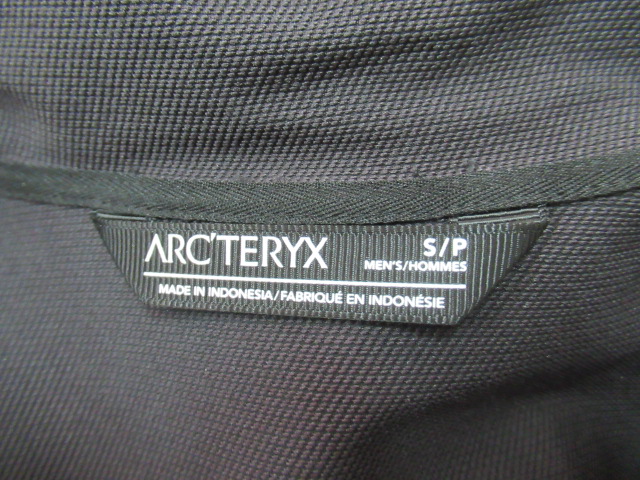 ARC'TERYX
S/P
MEN'S/HOMMES
MADE IN INDONESIA/FABRIQUÉ EN INDONÉSIE